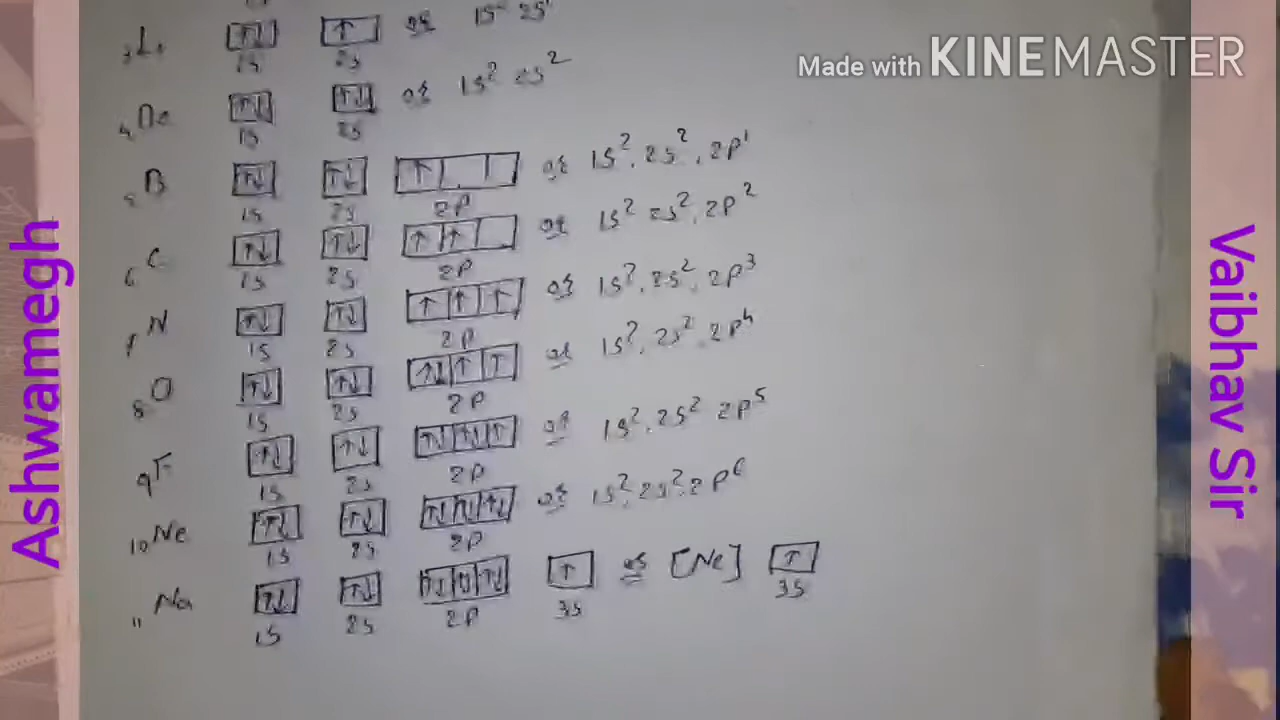 Made with KINEMASTER
Ashwamegh
Vaibhav Sir
₃Li ↑↓ ↑ or 1s² 2s¹
1s 2s
₄Be ↑↓ ↑↓ or 1s² 2s²
1s 2s
₅B ↑↓ ↑↓ ↑ or 1s², 2s², 2p¹
1s 2s 2p
₆C ↑↓ ↑↓ ↑ ↑ or 1s² 2s², 2p²
1s 2s 2p
₇N ↑↓ ↑↓ ↑ ↑ ↑ or 1s², 2s², 2p³
1s 2s 2p
₈O ↑↓ ↑↓ ↑↓ ↑ ↑ or 1s², 2s², 2p⁴
1s 2s 2p
₉F ↑↓ ↑↓ ↑↓ ↑↓ ↑ or 1s², 2s² 2p⁵
1s 2s 2p
₁₀Ne ↑↓ ↑↓ ↑↓ ↑↓ ↑↓ or 1s², 2s², 2p⁶
1s 2s 2p
₁₁Na ↑↓ ↑↓ ↑↓ ↑↓ ↑↓ ↑ or [Ne] ↑
1s 2s 2p 3s 3s